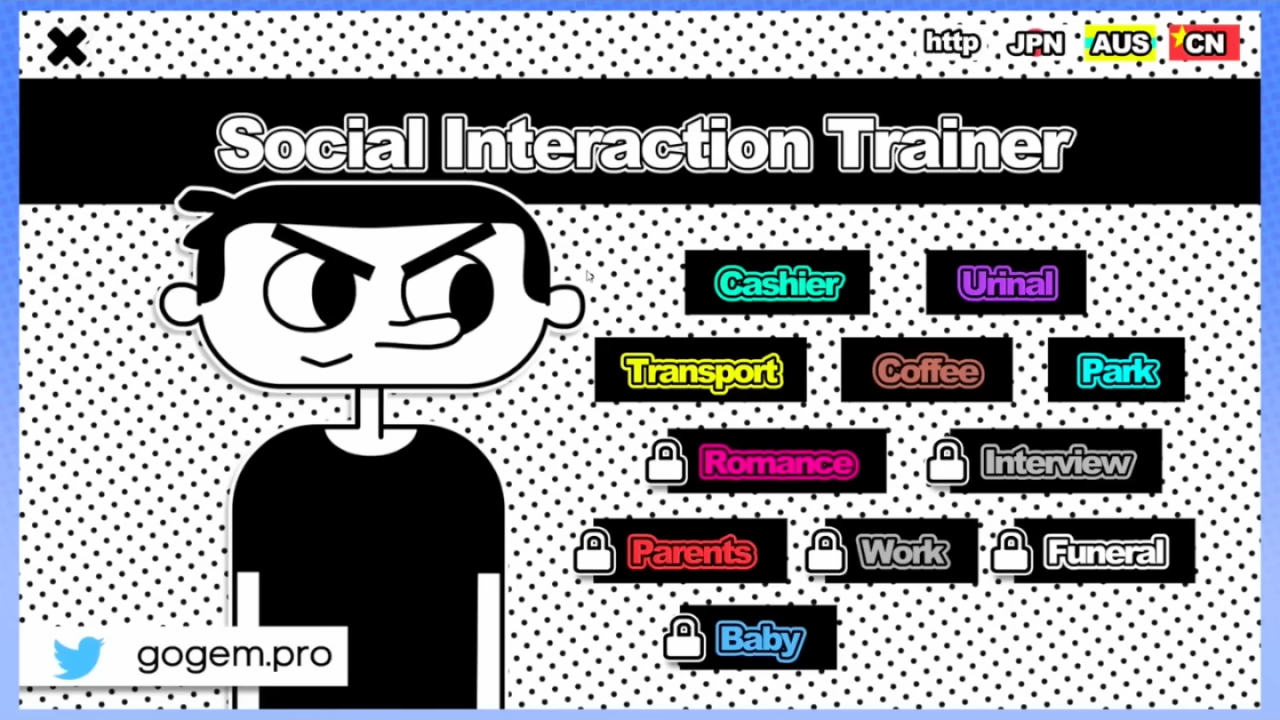 http JPN AUS CN
Social Interaction Trainer
Cashier Urinal
Transport Coffee Park
Romance Interview
Parents Work Funeral
Baby
gogem.pro